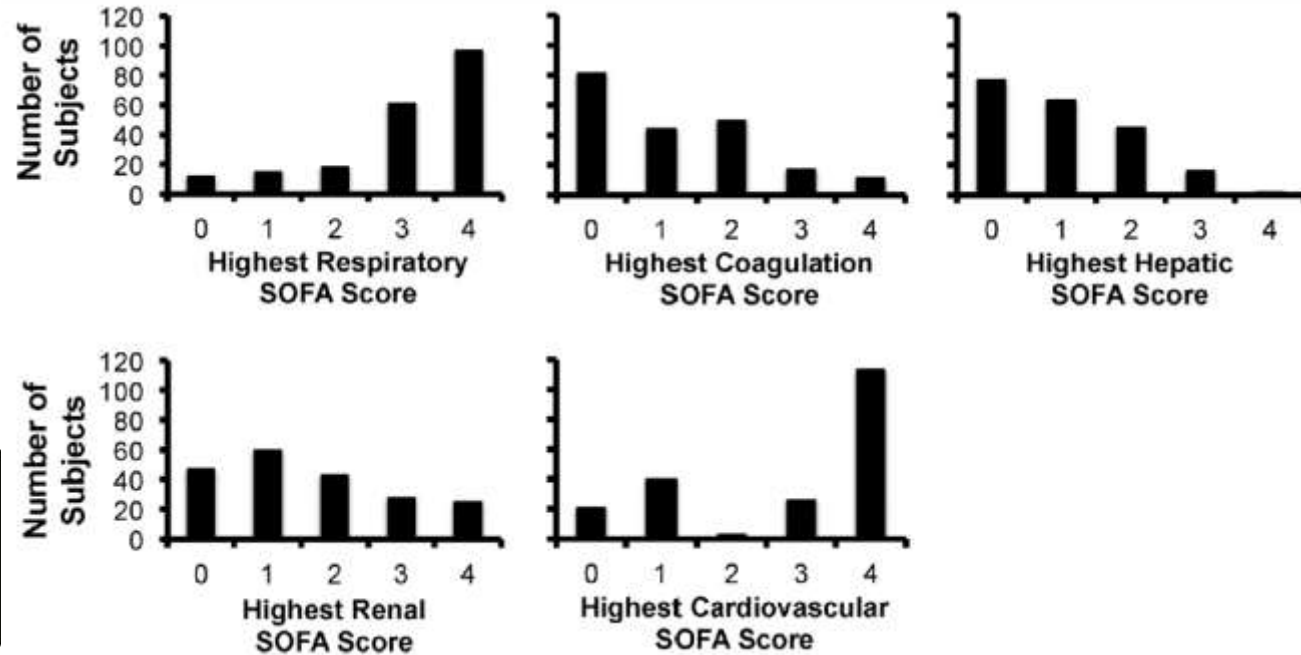 Number of
Subjects
120
100
80
60
40
20
0
0 1 2 3 4
Highest Respiratory
SOFA Score
0 1 2 3 4
Highest Coagulation
SOFA Score
0 1 2 3 4
Highest Hepatic
SOFA Score
Number of
Subjects
120
100
80
60
40
20
0
0 1 2 3 4
Highest Renal
SOFA Score
0 1 2 3 4
Highest Cardiovascular
SOFA Score